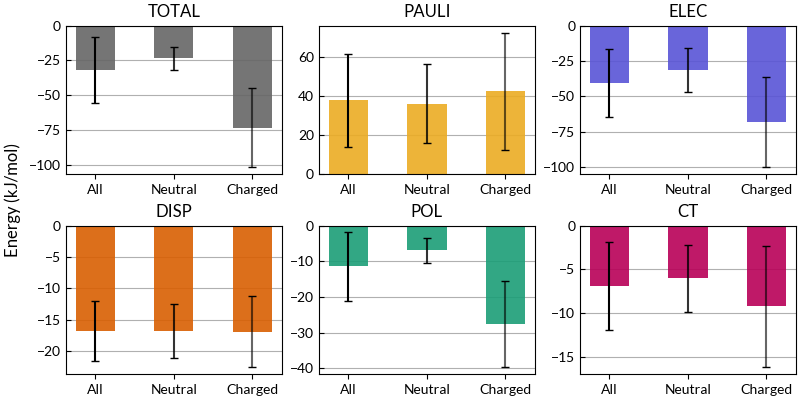 TOTAL
0
−25
−50
−75
−100
All Neutral Charged
PAULI
60
40
20
0
All Neutral Charged
ELEC
0
−25
−50
−75
−100
All Neutral Charged
Energy (kJ/mol)
DISP
0
−5
−10
−15
−20
All Neutral Charged
POL
0
−10
−20
−30
−40
All Neutral Charged
CT
0
−5
−10
−15
All Neutral Charged